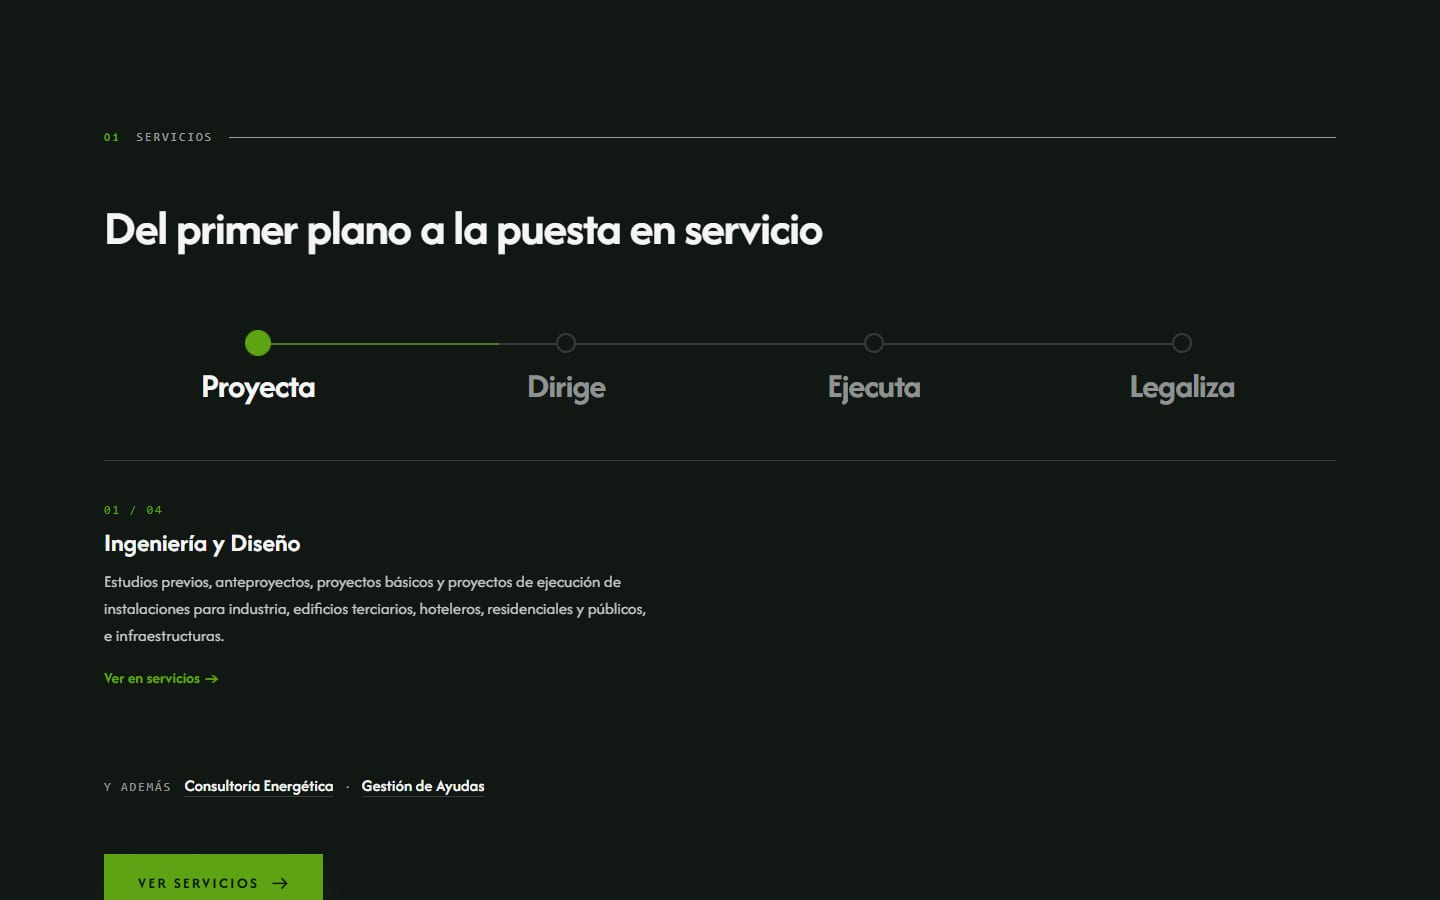 01 SERVICIOS
Del primer plano a la puesta en servicio
Proyecta Dirige Ejecuta Legaliza
01 / 04
Ingeniería y Diseño
Estudios previos, anteproyectos, proyectos básicos y proyectos de ejecución de
instalaciones para industria, edificios terciarios, hoteleros, residenciales y públicos,
e infraestructuras.
Ver en servicios →
Y ADEMÁS Consultoría Energética · Gestión de Ayudas
VER SERVICIOS →